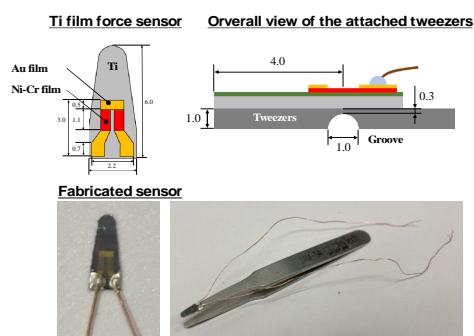 Ti film force sensor
Orverall view of the attached tweezers
Ti
Au film
Ni-Cr film
0.5
3.0
1.1
0.7
6.0
2.2
4.0
0.3
1.0
Tweezers
1.0
Groove
Fabricated sensor